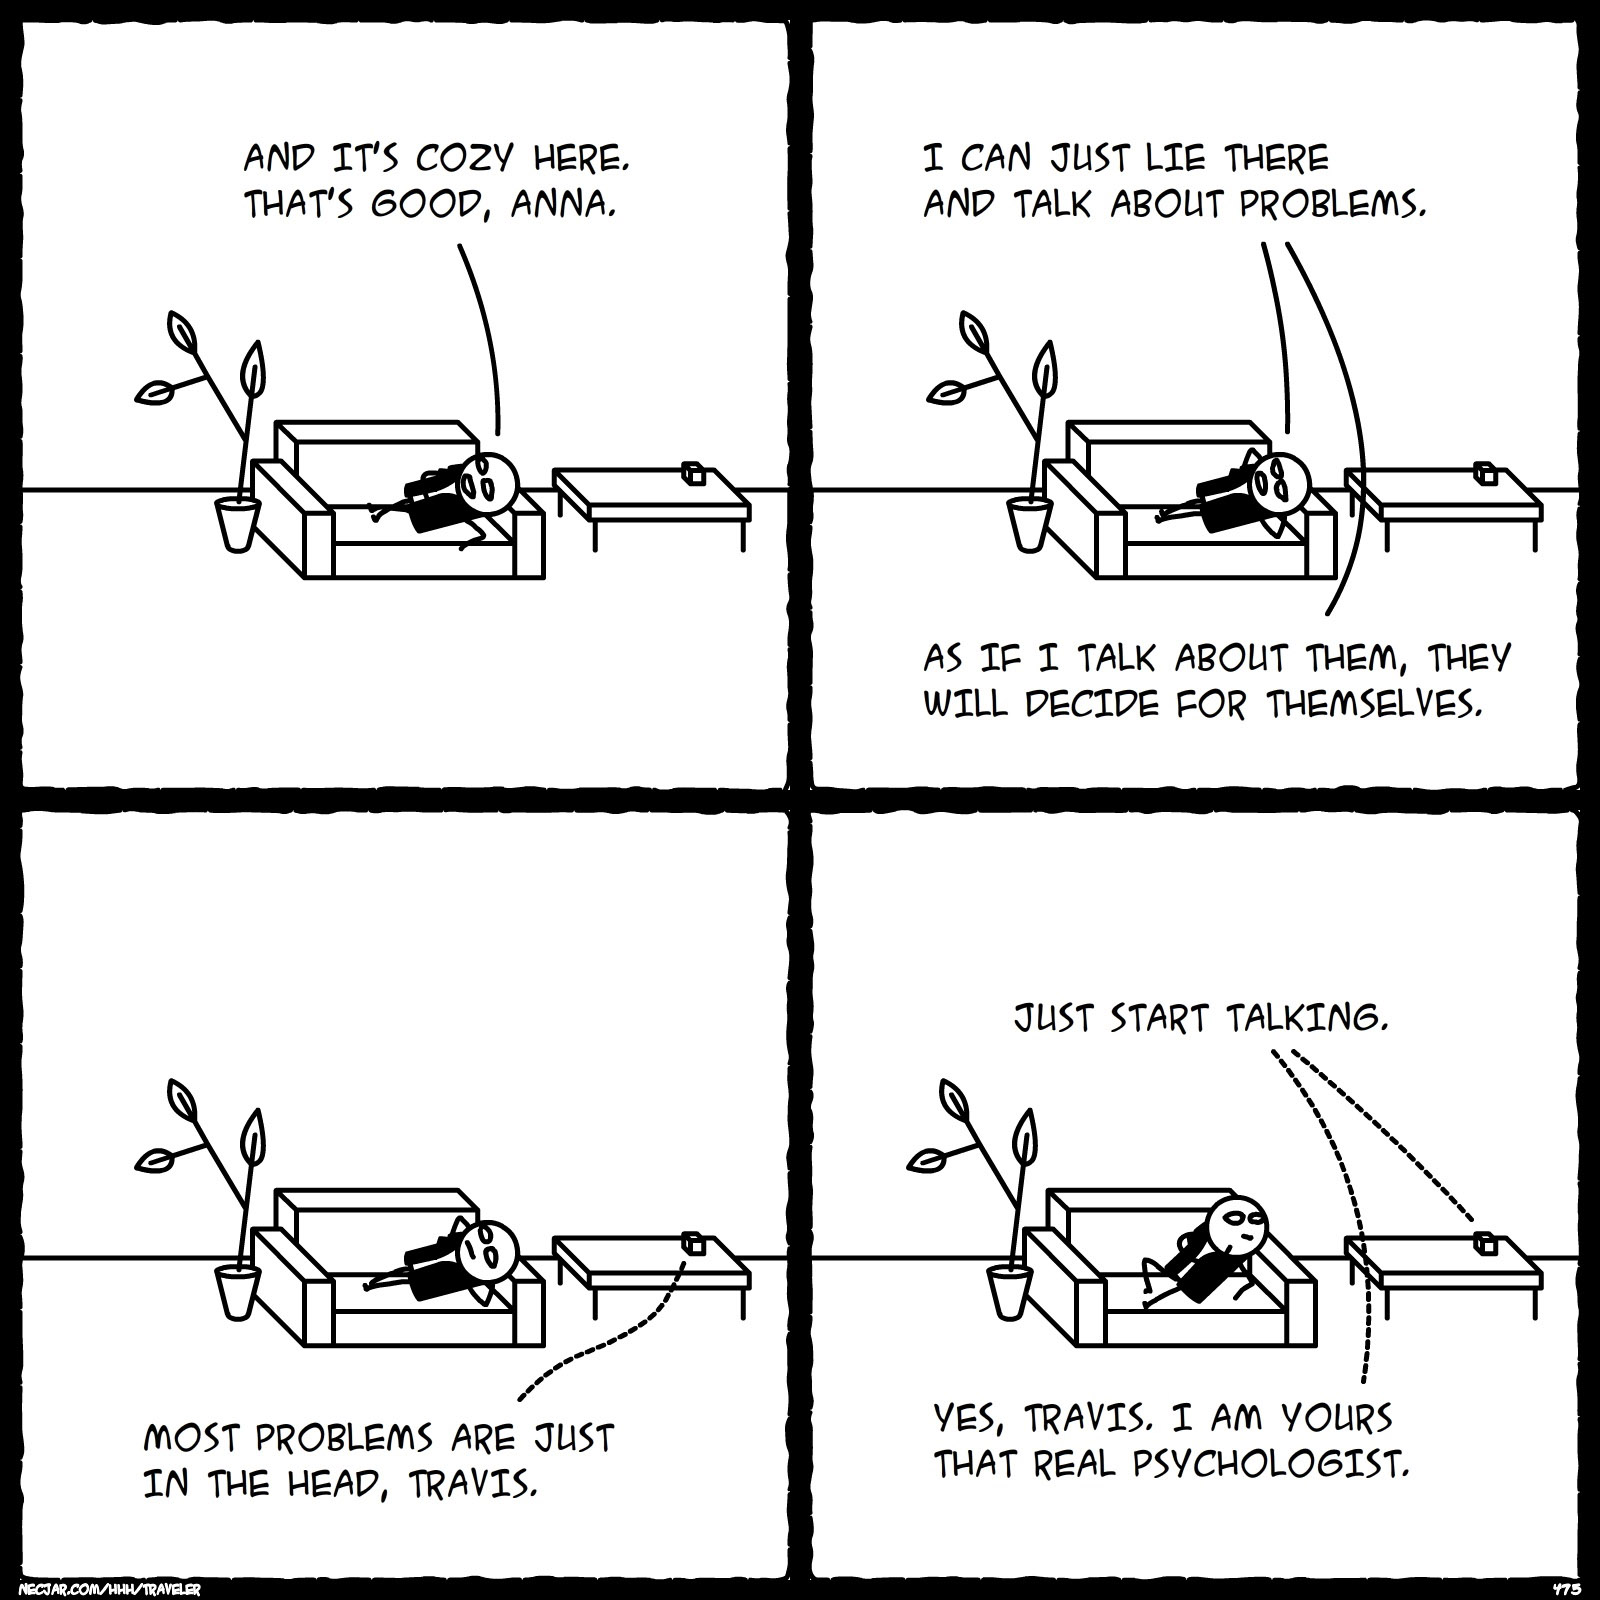 AND IT'S COZY HERE.
THAT'S GOOD, ANNA.
I CAN JUST LIE THERE
AND TALK ABOUT PROBLEMS.
AS IF I TALK ABOUT THEM, THEY
WILL DECIDE FOR THEMSELVES.
MOST PROBLEMS ARE JUST
IN THE HEAD, TRAVIS.
JUST START TALKING.
YES, TRAVIS. I AM YOURS
THAT REAL PSYCHOLOGIST.
NECJAR.COM/HHH/TRAVELER
475